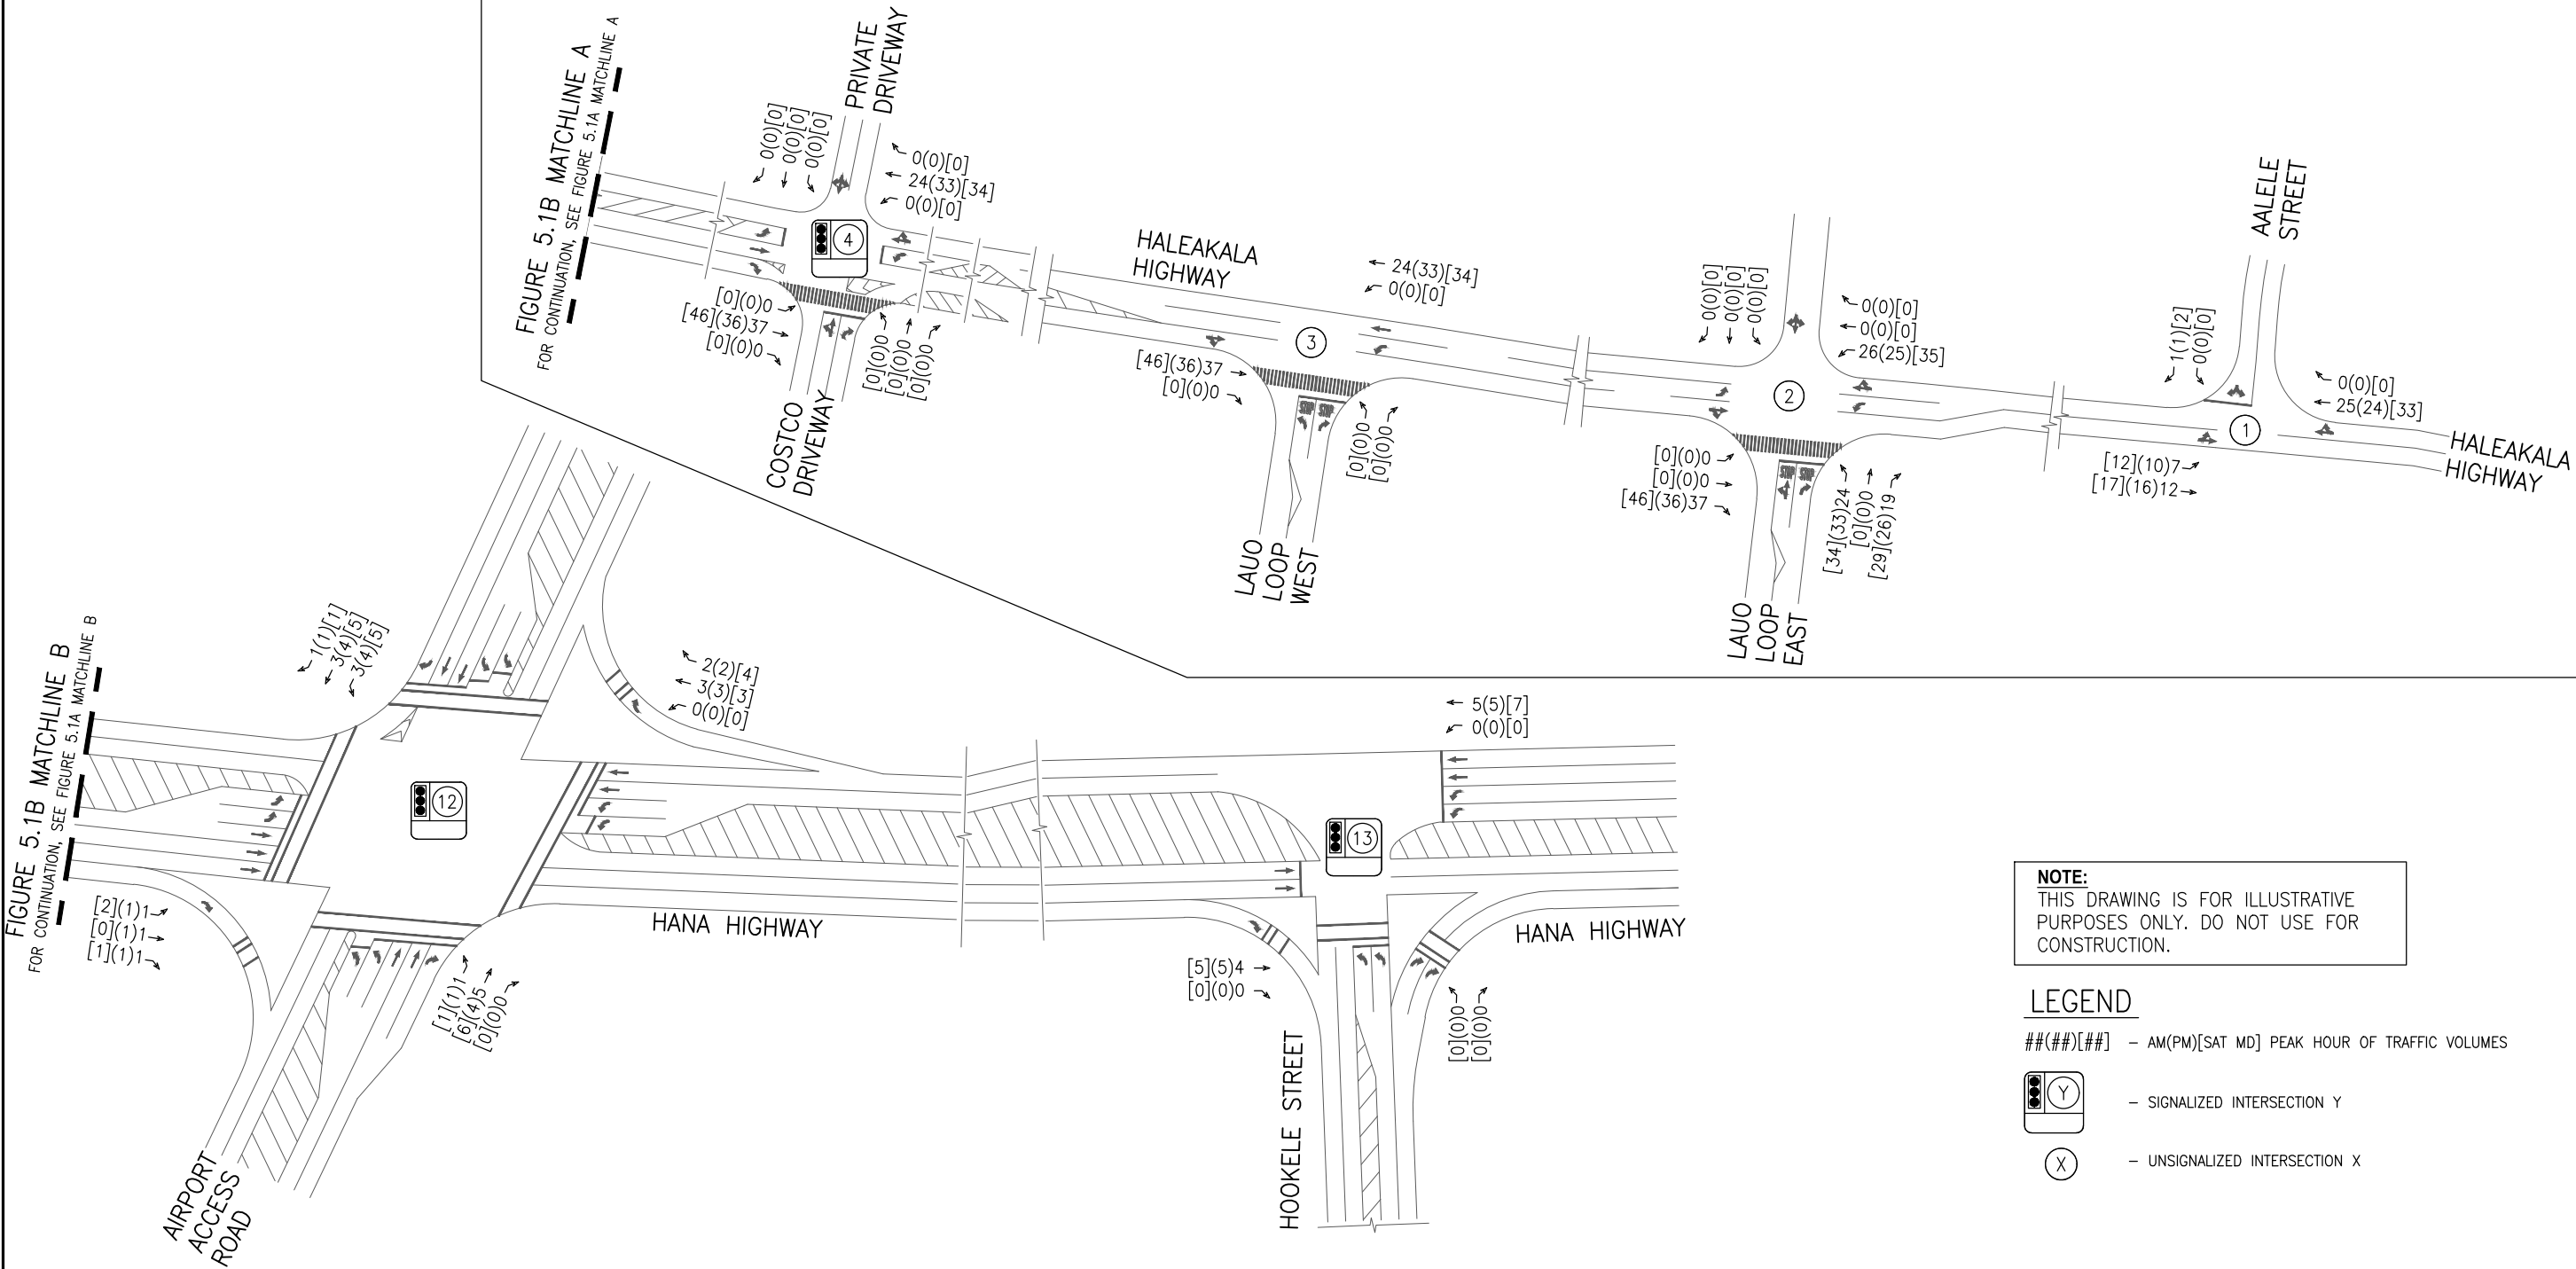 FIGURE 5.1B MATCHLINE A
FOR CONTINUATION, SEE FIGURE 5.1A MATCHLINE A
PRIVATE
DRIVEWAY
0(0)[0]
0(0)[0]
0(0)[0]
0(0)[0]
24(33)[34]
0(0)[0]
4
[0](0)0
[46](36)37
[0](0)0
[0](0)0
[0](0)0
[0](0)0
COSTCO
DRIVEWAY
HALEAKALA
HIGHWAY
24(33)[34]
0(0)[0]
3
[46](36)37
[0](0)0
STOP
STOP
[0](0)0
[0](0)0
LAUO
LOOP
WEST
0(0)[0]
0(0)[0]
0(0)[0]
0(0)[0]
0(0)[0]
26(25)[35]
2
[0](0)0
[0](0)0
[46](36)37
STOP
STOP
[34](33)24
[0](0)0
[29](26)19
LAUO
LOOP
EAST
AALELE
STREET
1(1)[2]
0(0)[0]
0(0)[0]
25(24)[33]
1
[12](10)7
[17](16)12
HALEAKALA
HIGHWAY
FIGURE 5.1B MATCHLINE B
FOR CONTINUATION, SEE FIGURE 5.1A MATCHLINE B
1(1)[1]
3(4)[5]
3(4)[5]
2(2)[4]
3(3)[3]
0(0)[0]
12
[2](1)1
[0](1)1
[1](1)1
[1](1)1
[6](4)5
[0](0)0
AIRPORT
ACCESS
ROAD
HANA HIGHWAY
5(5)[7]
0(0)[0]
13
[5](5)4
[0](0)0
[0](0)0
[0](0)0
HOOKELE STREET
HANA HIGHWAY
NOTE:
THIS DRAWING IS FOR ILLUSTRATIVE
PURPOSES ONLY. DO NOT USE FOR
CONSTRUCTION.
LEGEND
##(##)[##] - AM(PM)[SAT MD] PEAK HOUR OF TRAFFIC VOLUMES
Y - SIGNALIZED INTERSECTION Y
X - UNSIGNALIZED INTERSECTION X